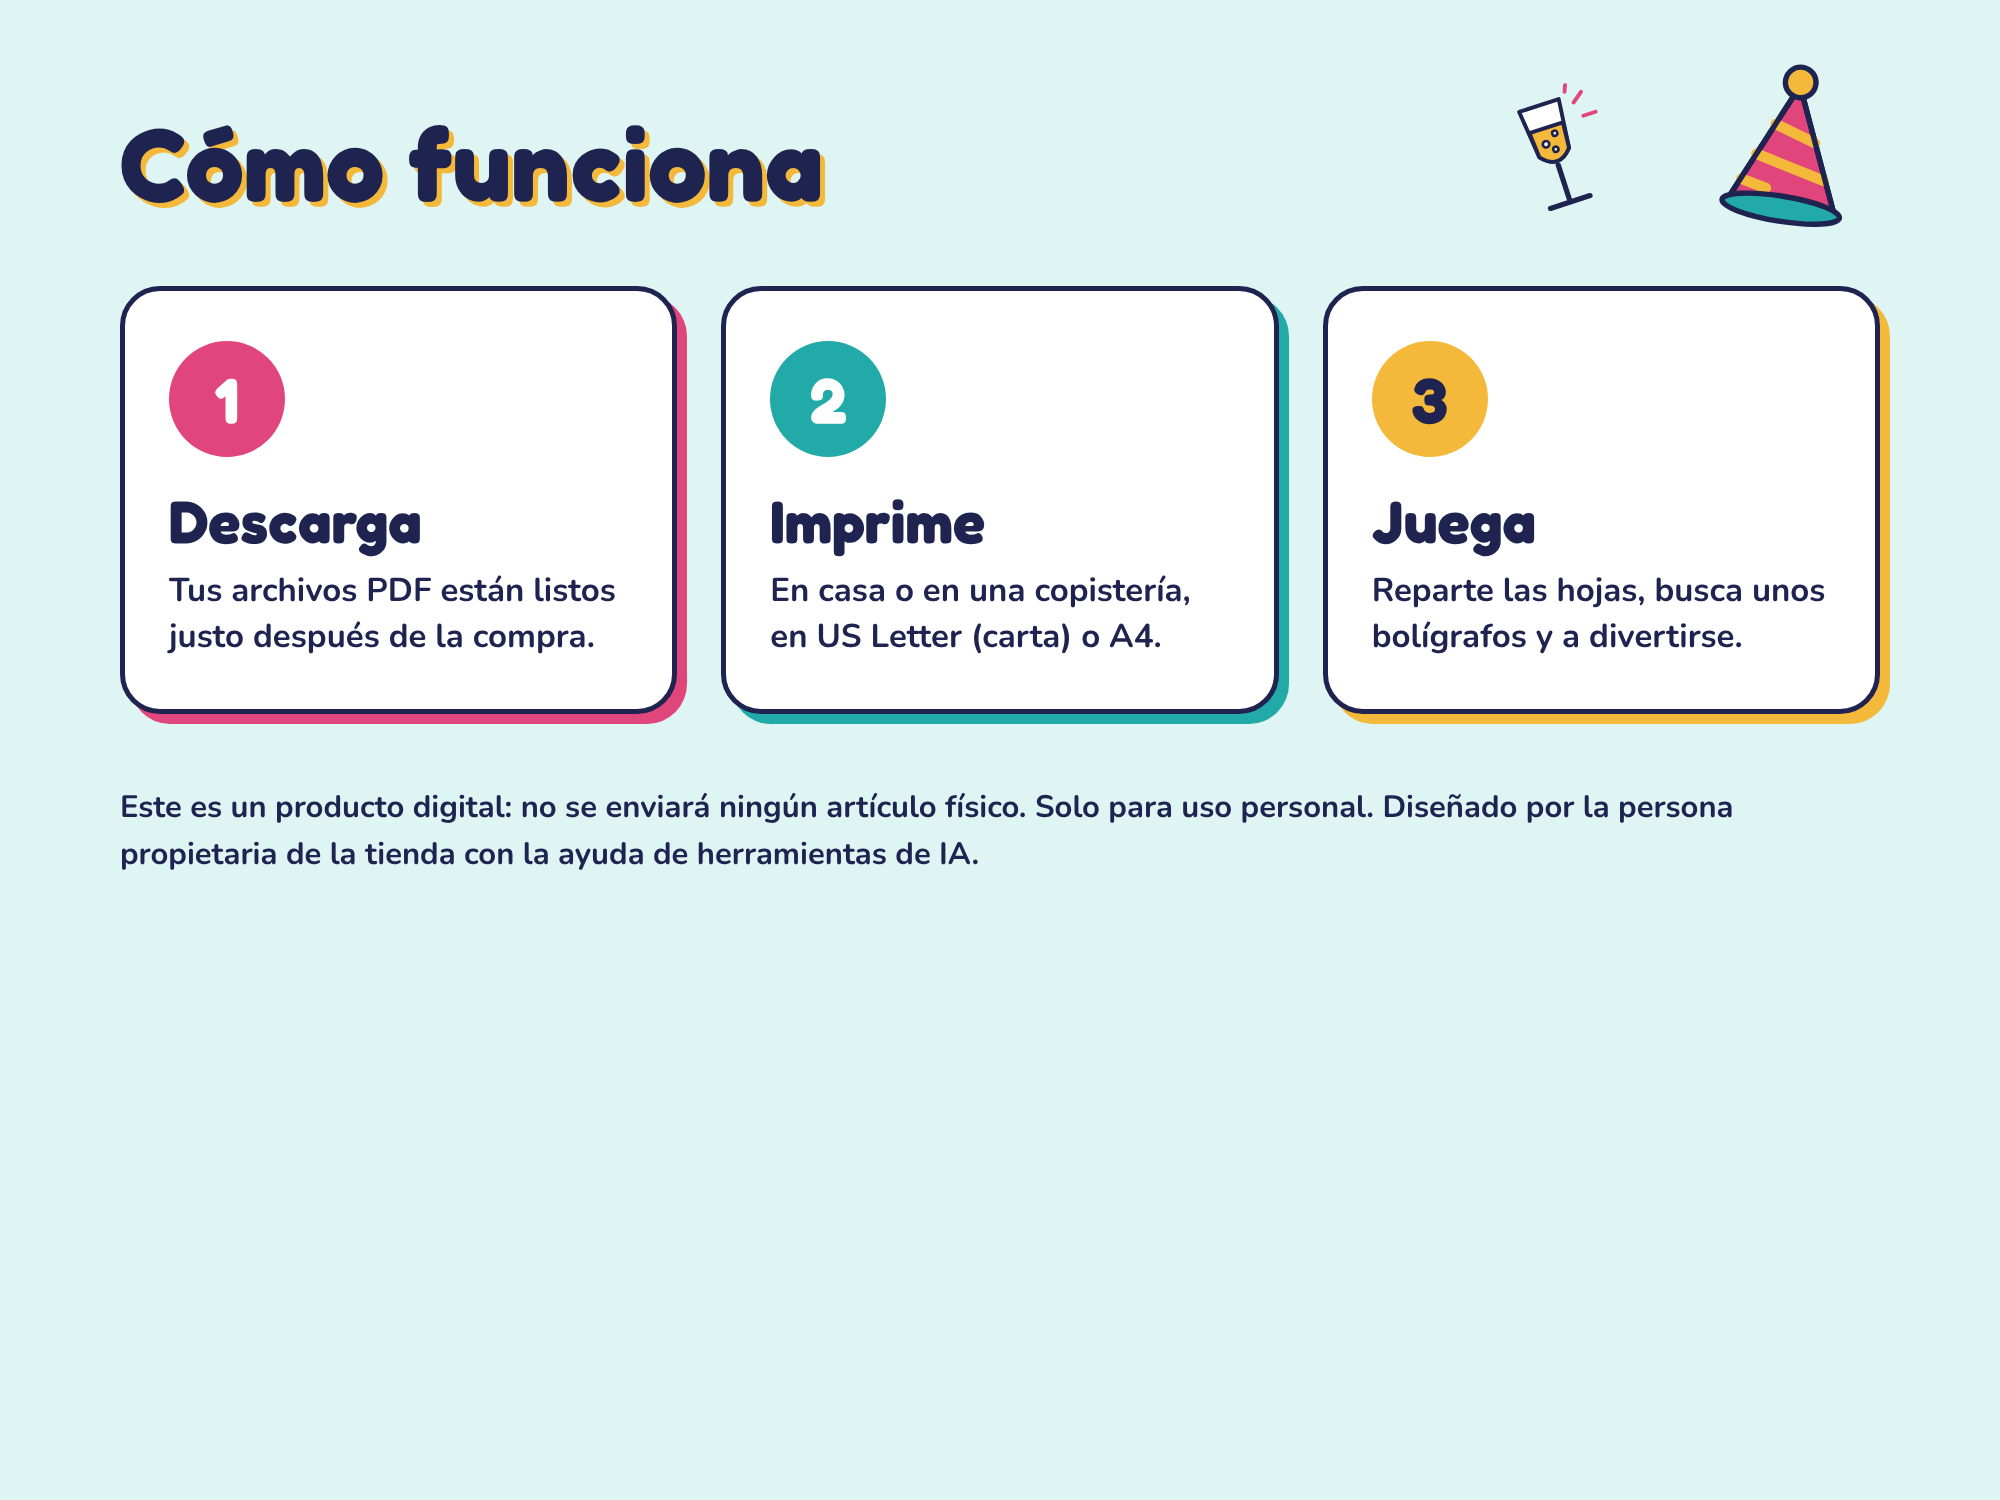 Cómo funciona
1
Descarga
Tus archivos PDF están listos
justo después de la compra.
2
Imprime
En casa o en una copistería,
en US Letter (carta) o A4.
3
Juega
Reparte las hojas, busca unos
bolígrafos y a divertirse.
Este es un producto digital: no se enviará ningún artículo físico. Solo para uso personal. Diseñado por la persona
propietaria de la tienda con la ayuda de herramientas de IA.